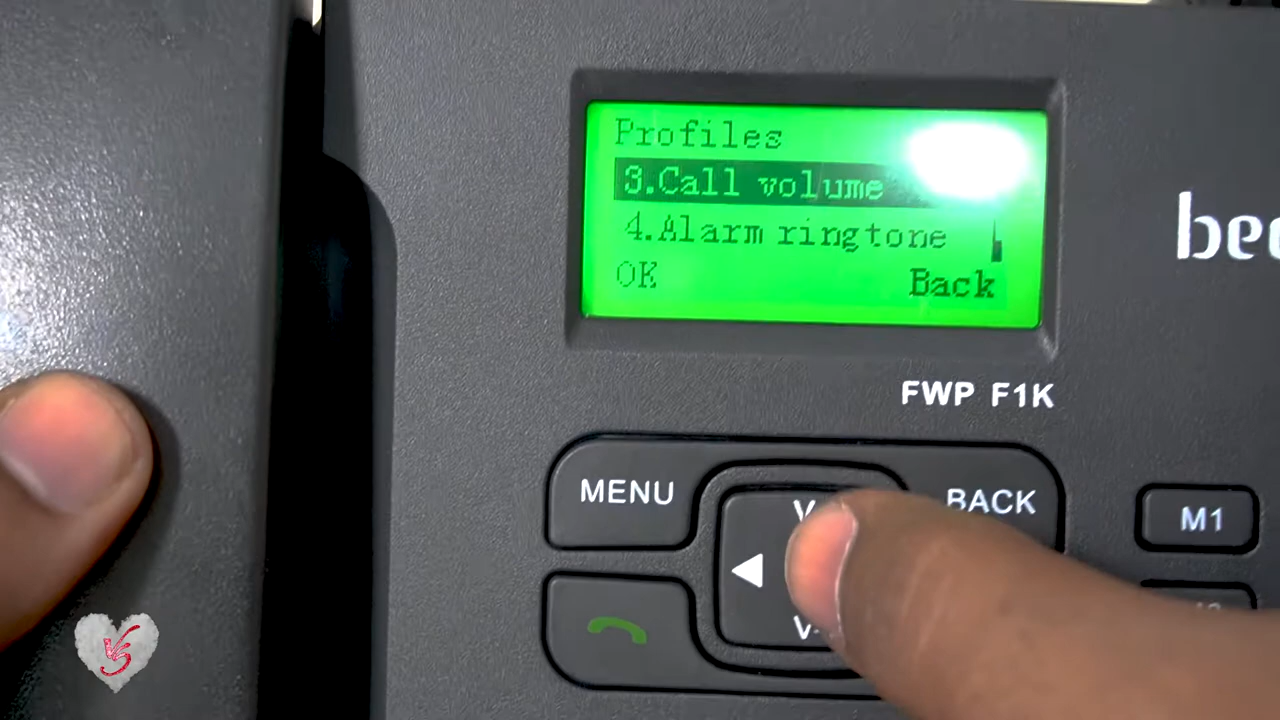 Profiles
3.Call volume
4.Alarm ringtone
OK Back
FWP F1K
MENU
BACK
M1